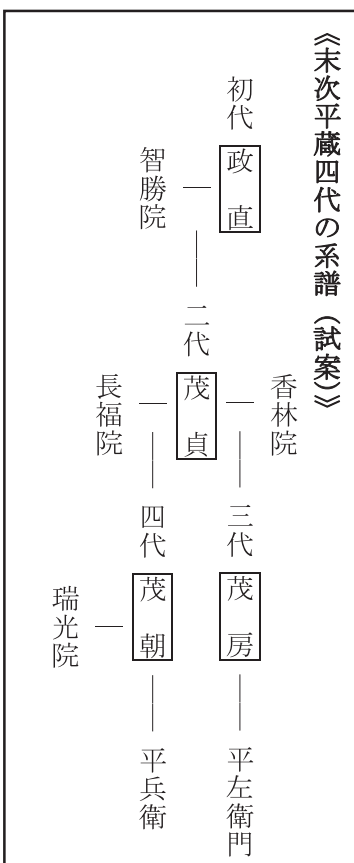 《末次平蔵四代の系譜（試案）》
初代 政直
智勝院
香林院
二代 茂貞
長福院
三代 茂房 平左衛門
四代 茂朝 平兵衛
瑞光院